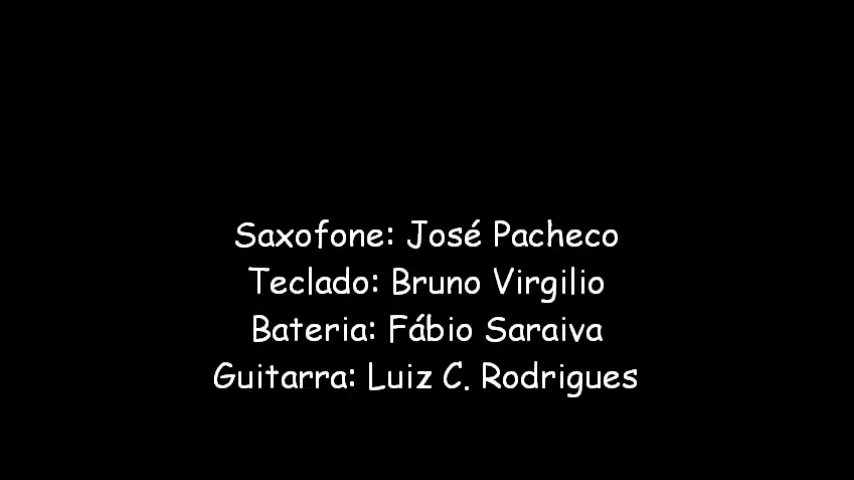 Saxofone: José Pacheco
Teclado: Bruno Virgilio
Bateria: Fábio Saraiva
Guitarra: Luiz C. Rodrigues